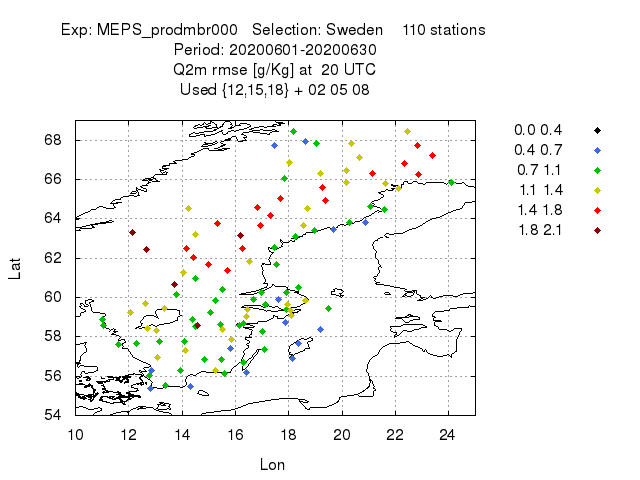 Exp: MEPS_prodmbr000 Selection: Sweden 110 stations
Period: 20200601-20200630
Q2m rmse [g/Kg] at 20 UTC
Used {12,15,18} + 02 05 08
68
66
64
62
60
58
56
54
Lat
10 12 14 16 18 20 22 24
Lon
0.0 0.4
0.4 0.7
0.7 1.1
1.1 1.4
1.4 1.8
1.8 2.1